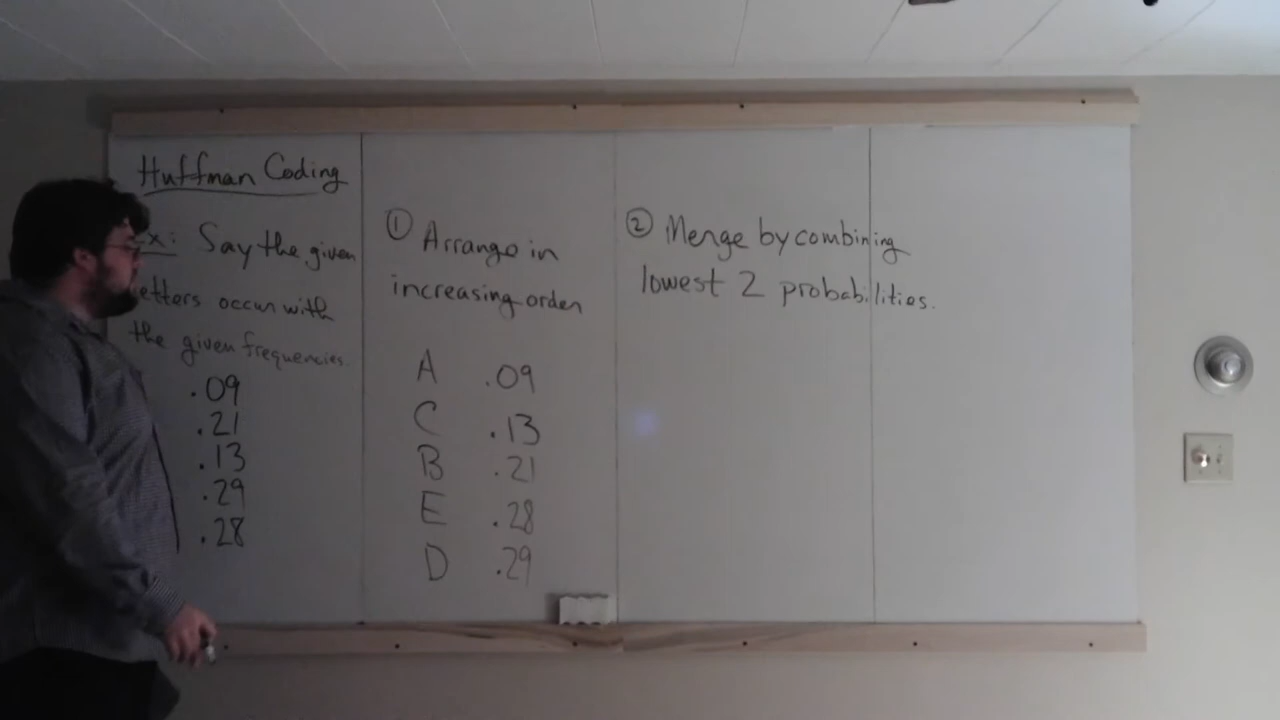 Huffman Coding
Ex: Say the given
letters occur with
the given frequencies.
.09
.21
.13
.29
.28
① Arrange in
increasing order
A .09
C .13
B .21
E .28
D .29
② Merge by combining
lowest 2 probabilities.